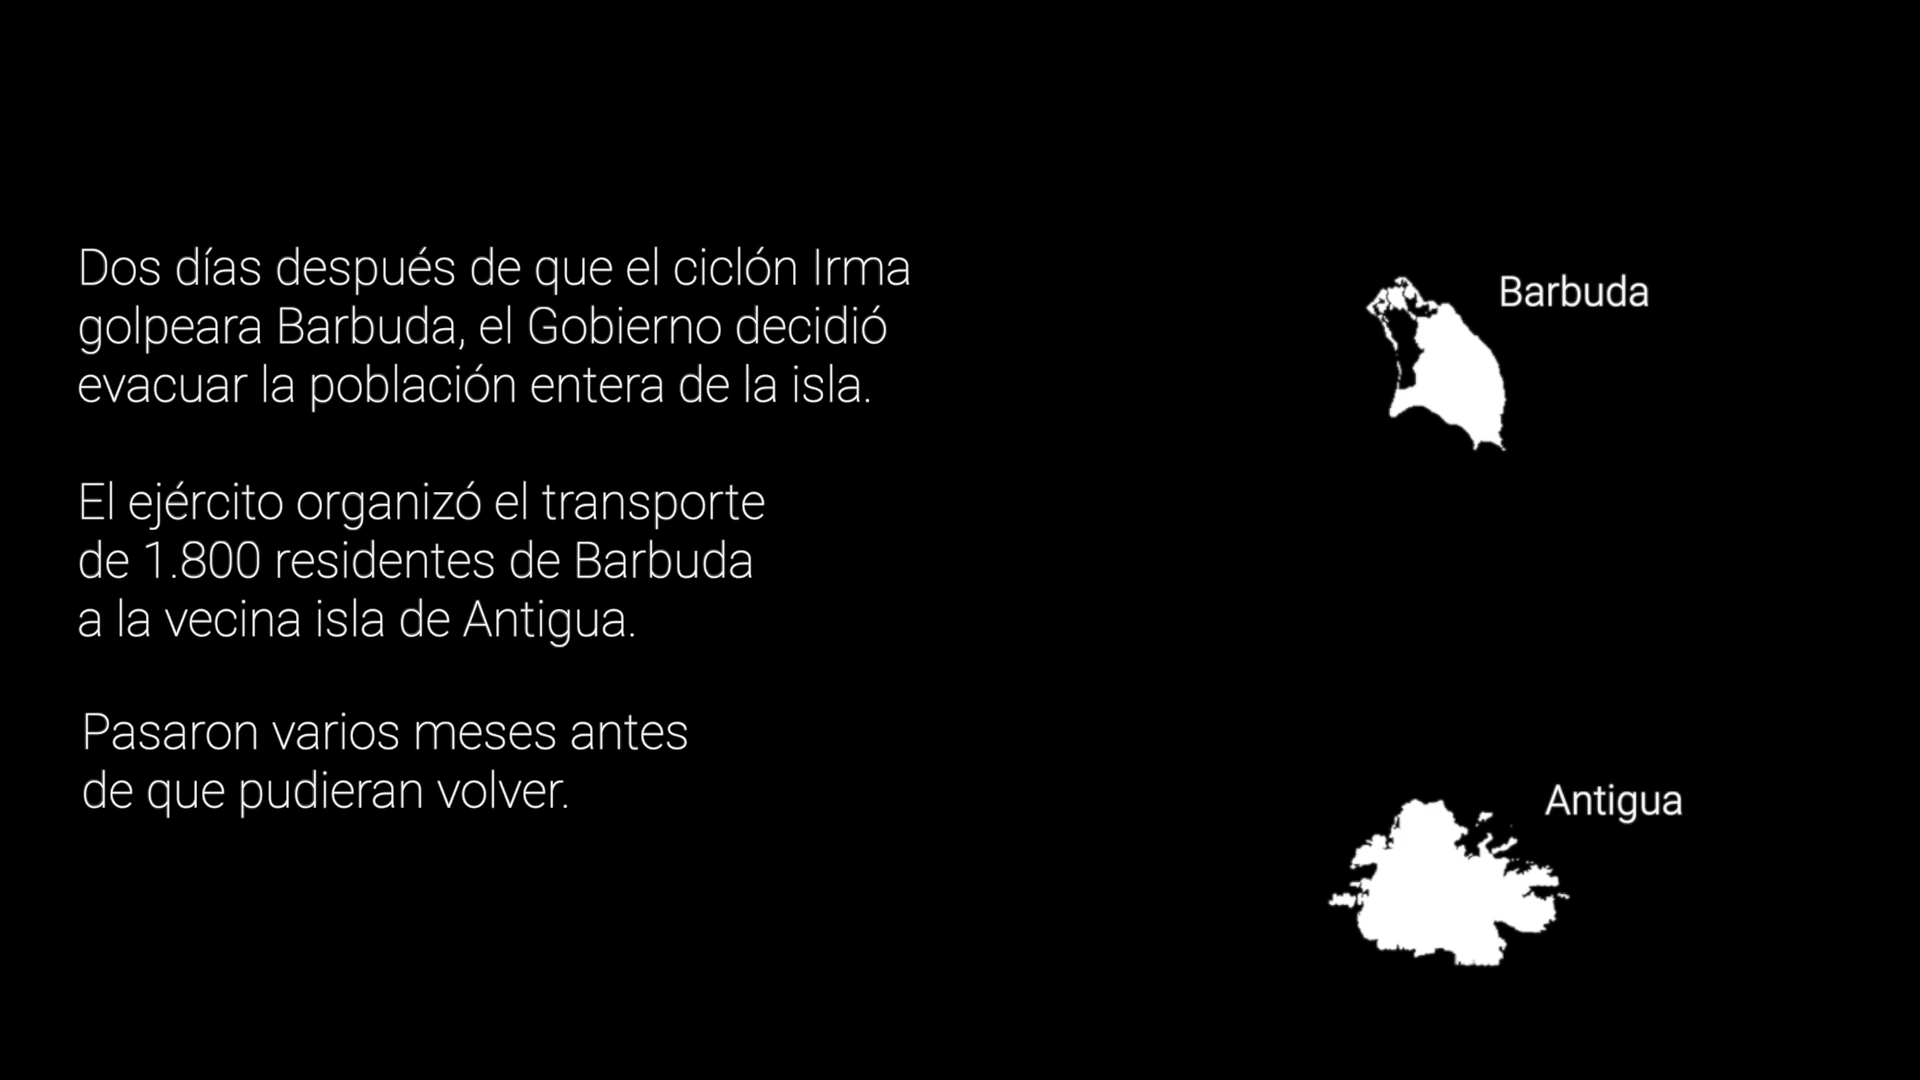 Dos días después de que el ciclón Irma
golpeara Barbuda, el Gobierno decidió
evacuar la población entera de la isla.
El ejército organizó el transporte
de 1.800 residentes de Barbuda
a la vecina isla de Antigua.
Pasaron varios meses antes
de que pudieran volver.
Barbuda
Antigua